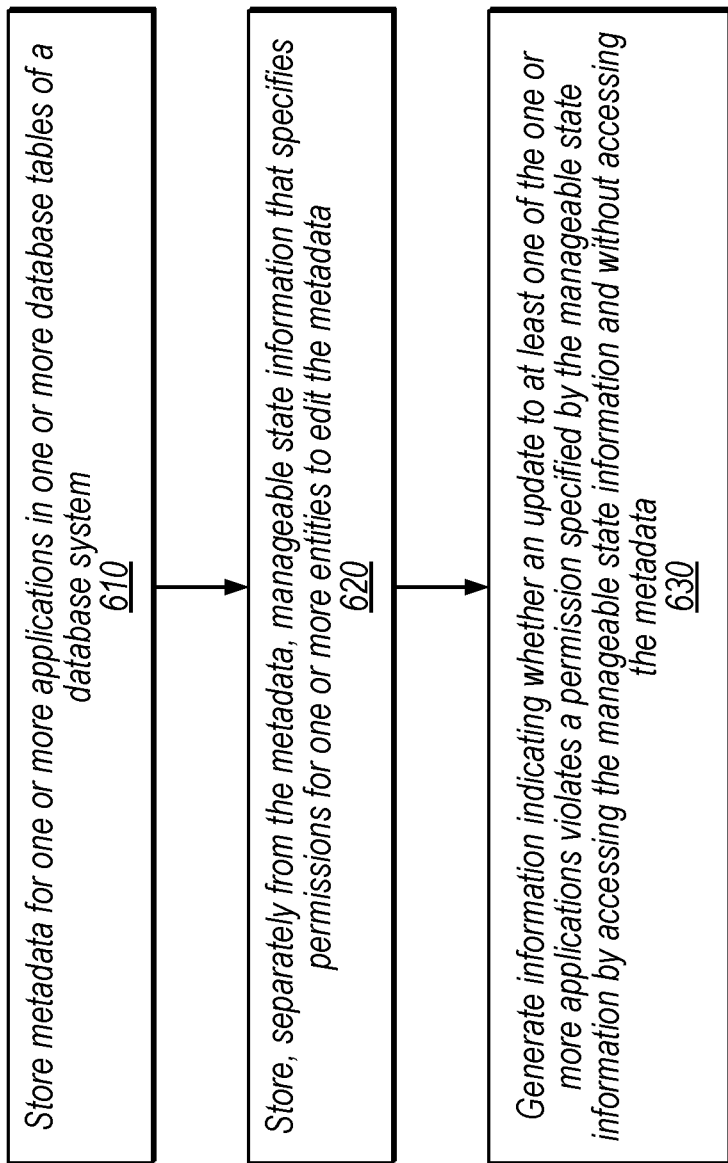 Store metadata for one or more applications in one or more database tables of a
database system
610
Store, separately from the metadata, manageable state information that specifies
permissions for one or more entities to edit the metadata
620
Generate information indicating whether an update to at least one of the one or
more applications violates a permission specified by the manageable state
information by accessing the manageable state information and without accessing
the metadata
630